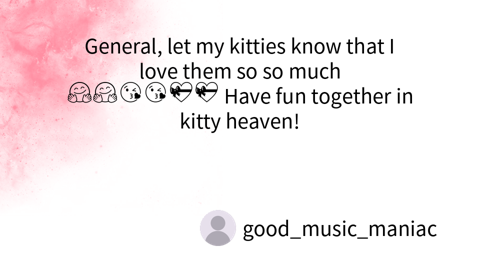 General, let my kitties know that I
love them so so much
🤗🤗😘😘💝💝 Have fun together in
kitty heaven!
good_music_maniac